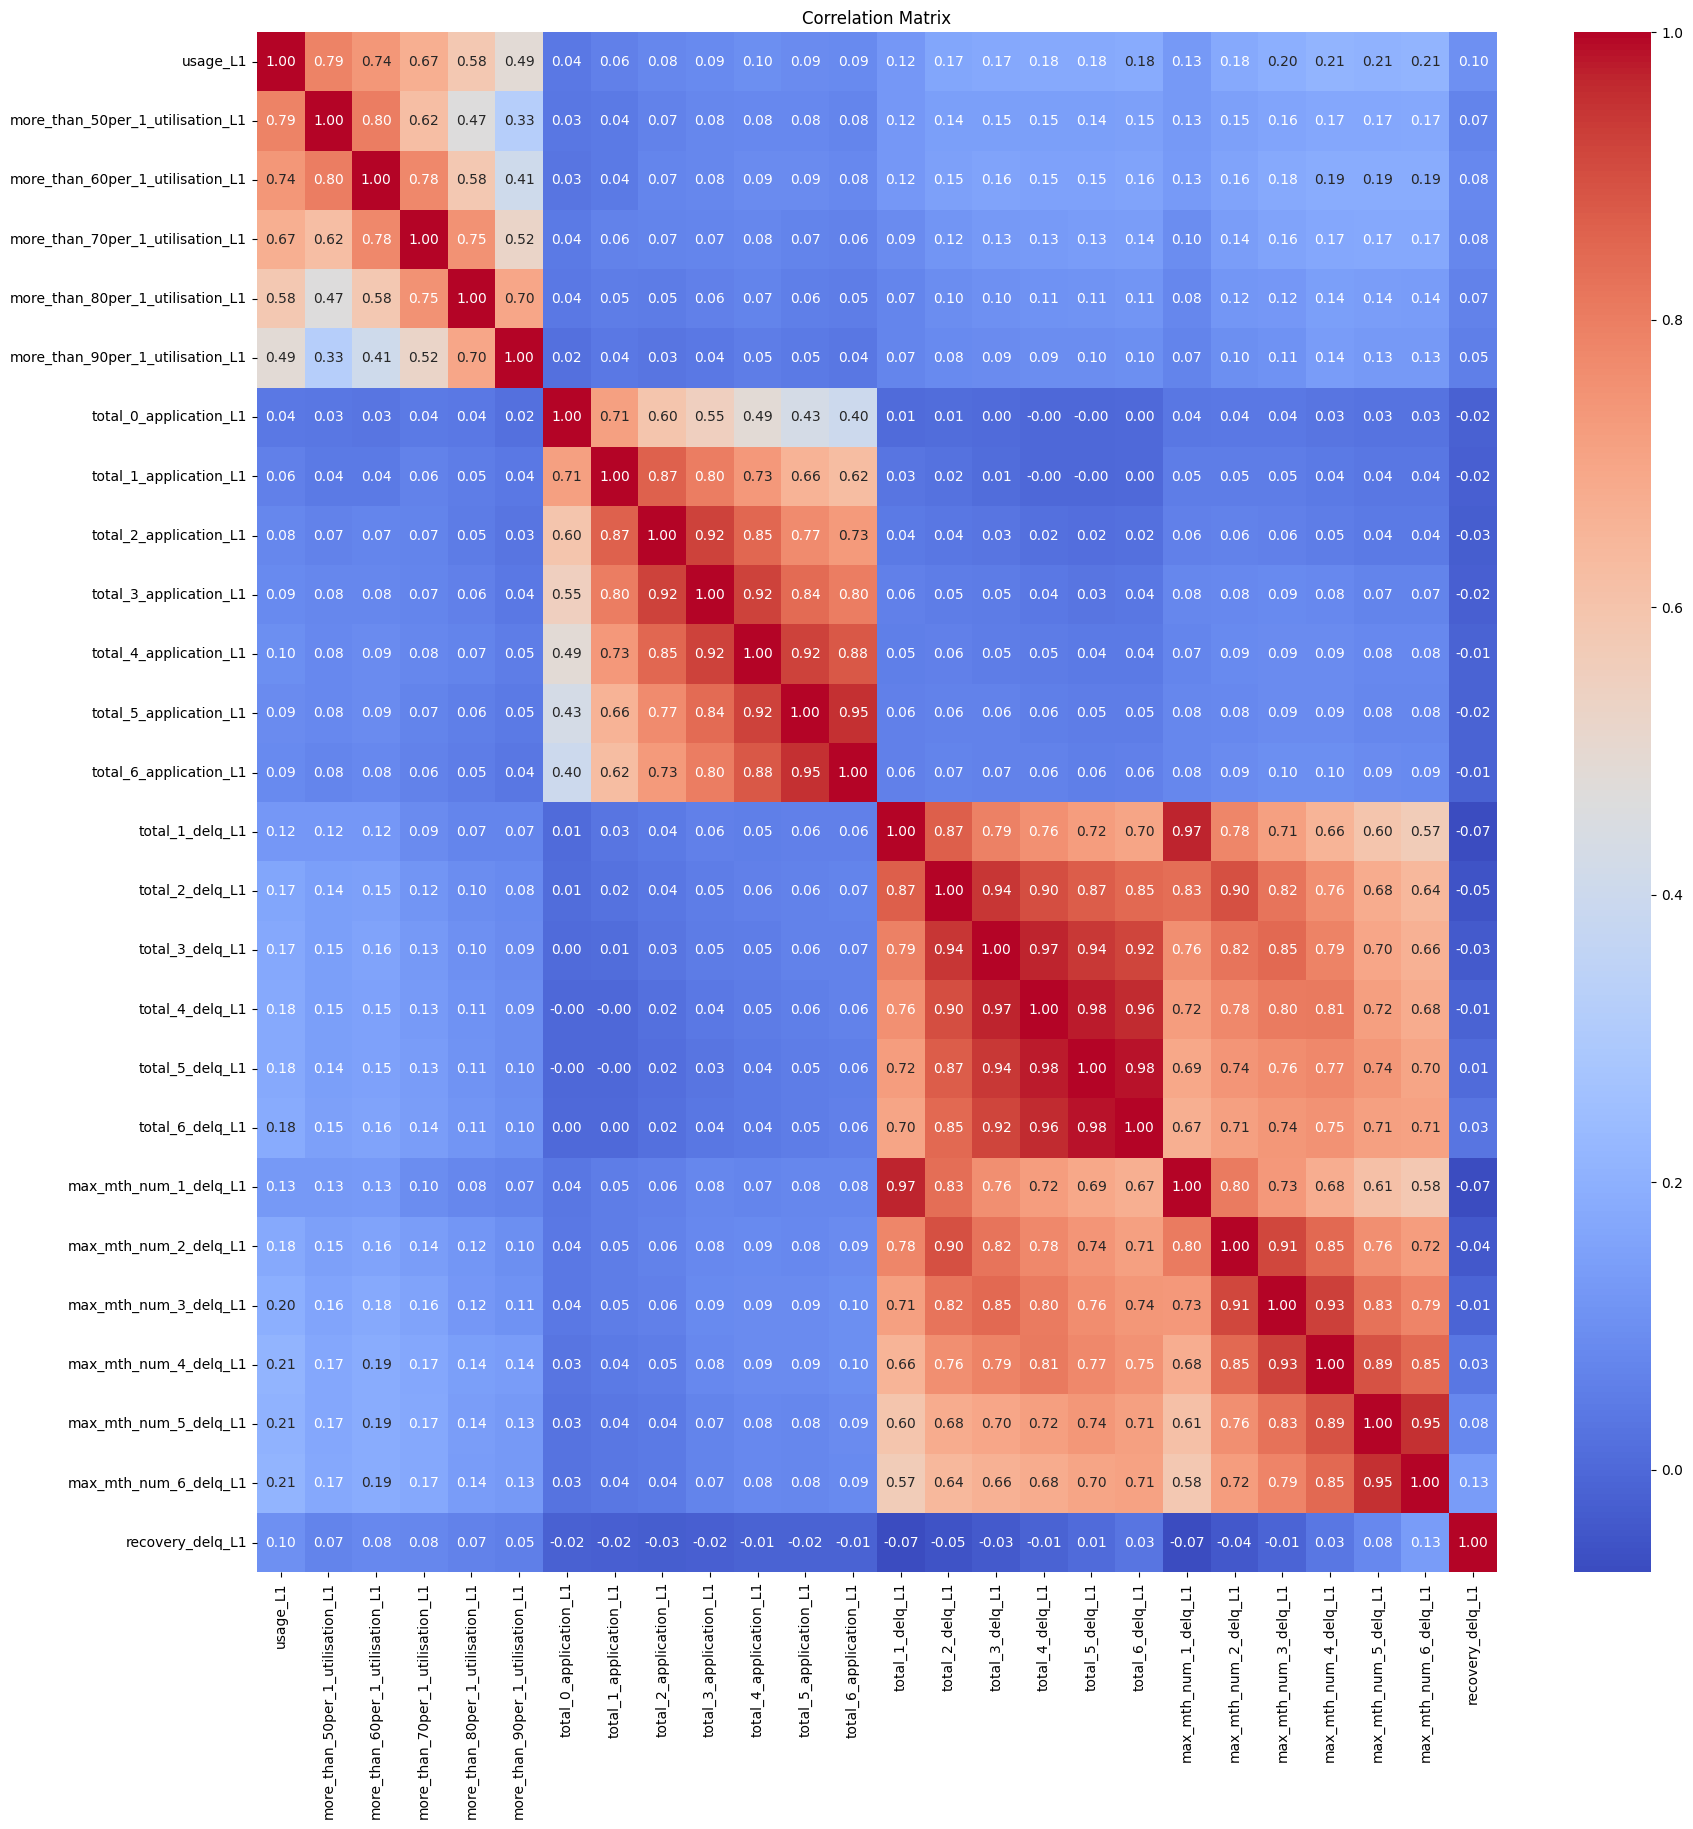 Correlation Matrix
usage_L1 1.00 0.79 0.74 0.67 0.58 0.49 0.04 0.06 0.08 0.09 0.10 0.09 0.09 0.12 0.17 0.17 0.18 0.18 0.18 0.13 0.18 0.20 0.21 0.21 0.21 0.10
more_than_50per_1_utilisation_L1 0.79 1.00 0.80 0.62 0.47 0.33 0.03 0.04 0.07 0.08 0.08 0.08 0.08 0.12 0.14 0.15 0.15 0.14 0.15 0.13 0.15 0.16 0.17 0.17 0.17 0.07
more_than_60per_1_utilisation_L1 0.74 0.80 1.00 0.78 0.58 0.41 0.03 0.04 0.07 0.08 0.09 0.09 0.08 0.12 0.15 0.16 0.15 0.15 0.16 0.13 0.16 0.18 0.19 0.19 0.19 0.08
more_than_70per_1_utilisation_L1 0.67 0.62 0.78 1.00 0.75 0.52 0.04 0.06 0.07 0.07 0.08 0.07 0.06 0.09 0.12 0.13 0.13 0.13 0.14 0.10 0.14 0.16 0.17 0.17 0.17 0.08
more_than_80per_1_utilisation_L1 0.58 0.47 0.58 0.75 1.00 0.70 0.04 0.05 0.05 0.06 0.07 0.06 0.05 0.07 0.10 0.10 0.11 0.11 0.11 0.08 0.12 0.12 0.14 0.14 0.14 0.07
more_than_90per_1_utilisation_L1 0.49 0.33 0.41 0.52 0.70 1.00 0.02 0.04 0.03 0.04 0.05 0.05 0.04 0.07 0.08 0.09 0.09 0.10 0.10 0.07 0.10 0.11 0.14 0.13 0.13 0.05
total_0_application_L1 0.04 0.03 0.03 0.04 0.04 0.02 1.00 0.71 0.60 0.55 0.49 0.43 0.40 0.01 0.01 0.00 -0.00 -0.00 0.00 0.04 0.04 0.04 0.03 0.03 0.03 -0.02
total_1_application_L1 0.06 0.04 0.04 0.06 0.05 0.04 0.71 1.00 0.87 0.80 0.73 0.66 0.62 0.03 0.02 0.01 -0.00 -0.00 0.00 0.05 0.05 0.05 0.04 0.04 0.04 -0.02
total_2_application_L1 0.08 0.07 0.07 0.07 0.05 0.03 0.60 0.87 1.00 0.92 0.85 0.77 0.73 0.04 0.04 0.03 0.02 0.02 0.02 0.06 0.06 0.06 0.05 0.04 0.04 -0.03
total_3_application_L1 0.09 0.08 0.08 0.07 0.06 0.04 0.55 0.80 0.92 1.00 0.92 0.84 0.80 0.06 0.05 0.05 0.04 0.03 0.04 0.08 0.08 0.09 0.08 0.07 0.07 -0.02
total_4_application_L1 0.10 0.08 0.09 0.08 0.07 0.05 0.49 0.73 0.85 0.92 1.00 0.92 0.88 0.05 0.06 0.05 0.05 0.04 0.04 0.07 0.09 0.09 0.09 0.08 0.08 -0.01
total_5_application_L1 0.09 0.08 0.09 0.07 0.06 0.05 0.43 0.66 0.77 0.84 0.92 1.00 0.95 0.06 0.06 0.06 0.06 0.05 0.05 0.08 0.08 0.09 0.09 0.08 0.08 -0.02
total_6_application_L1 0.09 0.08 0.08 0.06 0.05 0.04 0.40 0.62 0.73 0.80 0.88 0.95 1.00 0.06 0.07 0.07 0.06 0.06 0.06 0.08 0.09 0.10 0.10 0.09 0.09 -0.01
total_1_delq_L1 0.12 0.12 0.12 0.09 0.07 0.07 0.01 0.03 0.04 0.06 0.05 0.06 0.06 1.00 0.87 0.79 0.76 0.72 0.70 0.97 0.78 0.71 0.66 0.60 0.57 -0.07
total_2_delq_L1 0.17 0.14 0.15 0.12 0.10 0.08 0.01 0.02 0.04 0.05 0.06 0.06 0.07 0.87 1.00 0.94 0.90 0.87 0.85 0.83 0.90 0.82 0.76 0.68 0.64 -0.05
total_3_delq_L1 0.17 0.15 0.16 0.13 0.10 0.09 0.00 0.01 0.03 0.05 0.05 0.06 0.07 0.79 0.94 1.00 0.97 0.94 0.92 0.76 0.82 0.85 0.79 0.70 0.66 -0.03
total_4_delq_L1 0.18 0.15 0.15 0.13 0.11 0.09 -0.00 -0.00 0.02 0.04 0.05 0.06 0.06 0.76 0.90 0.97 1.00 0.98 0.96 0.72 0.78 0.80 0.81 0.72 0.68 -0.01
total_5_delq_L1 0.18 0.14 0.15 0.13 0.11 0.10 -0.00 -0.00 0.02 0.03 0.04 0.05 0.06 0.72 0.87 0.94 0.98 1.00 0.98 0.69 0.74 0.76 0.77 0.74 0.70 0.01
total_6_delq_L1 0.18 0.15 0.16 0.14 0.11 0.10 0.00 0.00 0.02 0.04 0.04 0.05 0.06 0.70 0.85 0.92 0.96 0.98 1.00 0.67 0.71 0.74 0.75 0.71 0.71 0.03
max_mth_num_1_delq_L1 0.13 0.13 0.13 0.10 0.08 0.07 0.04 0.05 0.06 0.08 0.07 0.08 0.08 0.97 0.83 0.76 0.72 0.69 0.67 1.00 0.80 0.73 0.68 0.61 0.58 -0.07
max_mth_num_2_delq_L1 0.18 0.15 0.16 0.14 0.12 0.10 0.04 0.05 0.06 0.08 0.09 0.08 0.09 0.78 0.90 0.82 0.78 0.74 0.71 0.80 1.00 0.91 0.85 0.76 0.72 -0.04
max_mth_num_3_delq_L1 0.20 0.16 0.18 0.16 0.12 0.11 0.04 0.05 0.06 0.09 0.09 0.09 0.10 0.71 0.82 0.85 0.80 0.76 0.74 0.73 0.91 1.00 0.93 0.83 0.79 -0.01
max_mth_num_4_delq_L1 0.21 0.17 0.19 0.17 0.14 0.14 0.03 0.04 0.05 0.08 0.09 0.09 0.10 0.66 0.76 0.79 0.81 0.77 0.75 0.68 0.85 0.93 1.00 0.89 0.85 0.03
max_mth_num_5_delq_L1 0.21 0.17 0.19 0.17 0.14 0.13 0.03 0.04 0.04 0.07 0.08 0.08 0.09 0.60 0.68 0.70 0.72 0.74 0.71 0.61 0.76 0.83 0.89 1.00 0.95 0.08
max_mth_num_6_delq_L1 0.21 0.17 0.19 0.17 0.14 0.13 0.03 0.04 0.04 0.07 0.08 0.08 0.09 0.57 0.64 0.66 0.68 0.70 0.71 0.58 0.72 0.79 0.85 0.95 1.00 0.13
recovery_delq_L1 0.10 0.07 0.08 0.08 0.07 0.05 -0.02 -0.02 -0.03 -0.02 -0.01 -0.02 -0.01 -0.07 -0.05 -0.03 -0.01 0.01 0.03 -0.07 -0.04 -0.01 0.03 0.08 0.13 1.00
usage_L1
more_than_50per_1_utilisation_L1
more_than_60per_1_utilisation_L1
more_than_70per_1_utilisation_L1
more_than_80per_1_utilisation_L1
more_than_90per_1_utilisation_L1
total_0_application_L1
total_1_application_L1
total_2_application_L1
total_3_application_L1
total_4_application_L1
total_5_application_L1
total_6_application_L1
total_1_delq_L1
total_2_delq_L1
total_3_delq_L1
total_4_delq_L1
total_5_delq_L1
total_6_delq_L1
max_mth_num_1_delq_L1
max_mth_num_2_delq_L1
max_mth_num_3_delq_L1
max_mth_num_4_delq_L1
max_mth_num_5_delq_L1
max_mth_num_6_delq_L1
recovery_delq_L1
1.0
0.8
0.6
0.4
0.2
0.0